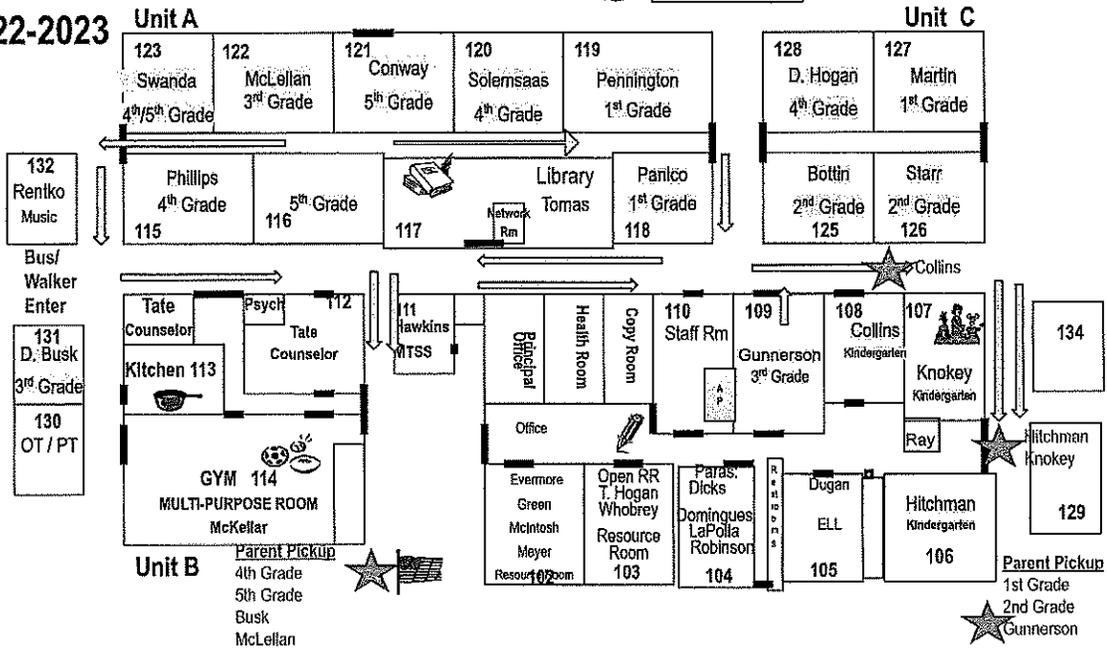 22-2023
Unit A
Unit C
123
Swanda
4th/5th Grade
122
McLellan
3rd Grade
121
Conway
5th Grade
120
Solemsaas
4th Grade
119
Pennington
1st Grade
128
D. Hogan
4th Grade
127
Martin
1st Grade
132
Rentko
Music
Phillips
4th Grade
115
5th Grade
116
Library
Tomas
Network
Rm
117
Panico
1st Grade
118
Bottin
2nd Grade
125
Starr
2nd Grade
126
Bus/
Walker
Enter
Collins
Tate
Counselor
Psych
112
Tate
Counselor
111
Hawkins
MTSS
Principal
Office
Health Room
Copy Room
110
Staff Rm
A
P
109
Gunnerson
3rd Grade
108
Collins
Kindergarten
107
Knokey
Kindergarten
Ray
134
131
D. Busk
3rd Grade
130
OT / PT
Kitchen 113
GYM 114
MULTI-PURPOSE ROOM
McKellar
Office
Hitchman
Knokey
129
Evermore
Green
McIntosh
Meyer
Resource Room
102
Open RR
T. Hogan
Whobrey
Resource
Room
103
Paras:
Dicks
Domingues
LaPolla
Robinson
104
Dugan
ELL
105
Hitchman
Kindergarten
106
Unit B
Parent Pickup
4th Grade
5th Grade
Busk
McLellan
Parent Pickup
1st Grade
2nd Grade
Gunnerson